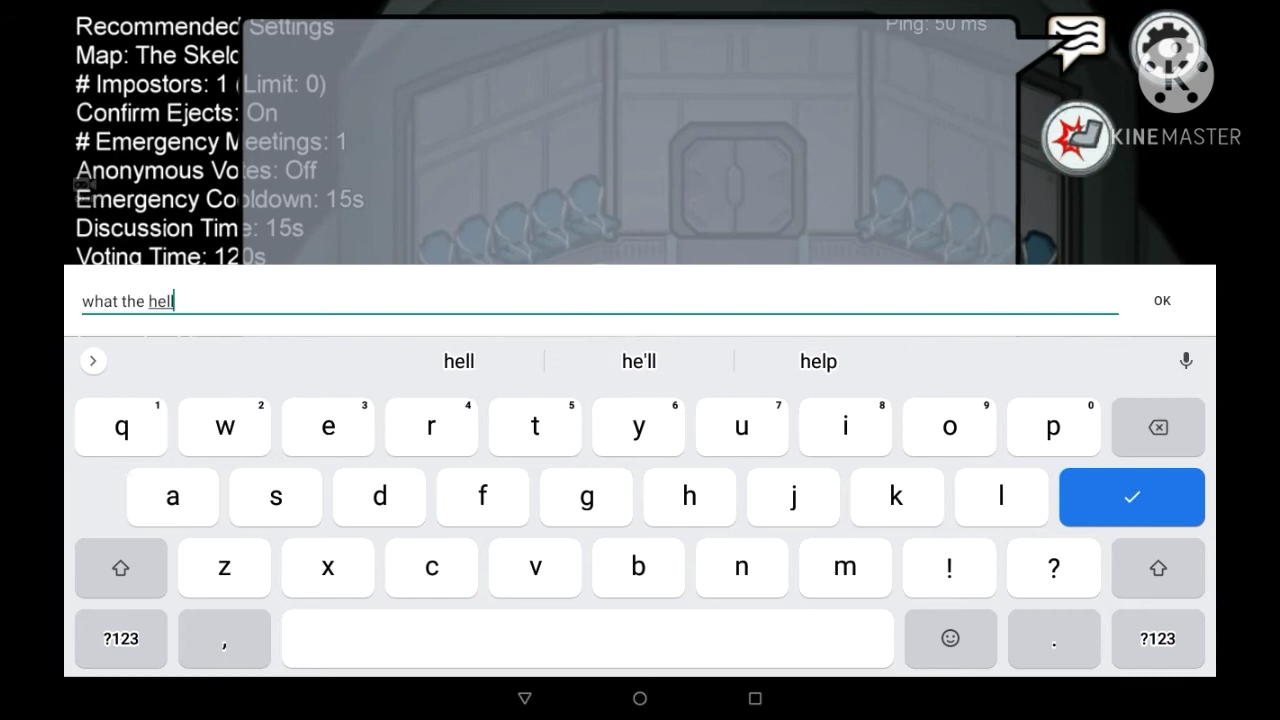 Recommended Settings
Ping: 50 ms
Map: The Skeld
# Impostors: 1 (Limit: 0)
Confirm Ejects: On
# Emergency Meetings: 1
Anonymous Votes: Off
Emergency Cooldown: 15s
Discussion Time: 15s
Voting Time: 120s
K
KINEMASTER
what the hell
OK
hell he'll help
1 2 3 4 5 6 7 8 9 0
q w e r t y u i o p
a s d f g h j k l
z x c v b n m ! ?
?123 , . ?123